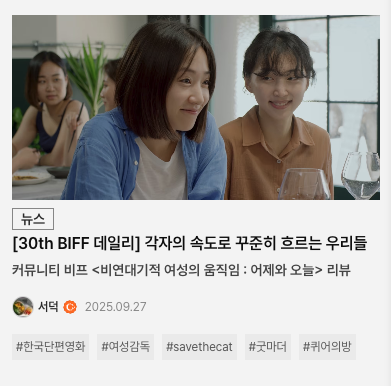 뉴스
[30th BIFF 데일리] 각자의 속도로 꾸준히 흐르는 우리들
커뮤니티 비프 <비연대기적 여성의 움직임 : 어제와 오늘> 리뷰
서덕 2025.09.27
#한국단편영화 #여성감독 #savethecat #굿마더 #퀴어의방